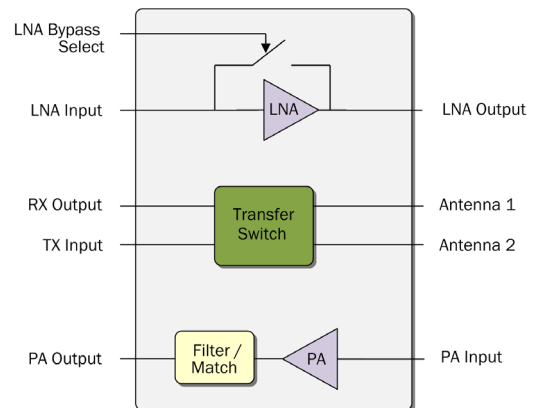 LNA Bypass
Select
LNA Input
LNA
LNA Output
RX Output
TX Input
Transfer
Switch
Antenna 1
Antenna 2
PA Output
Filter /
Match
PA
PA Input